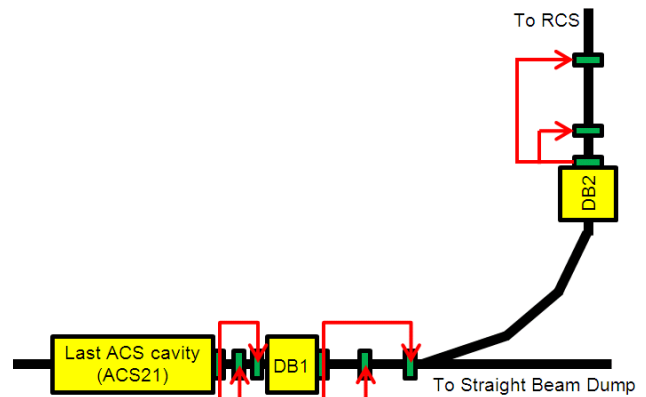 To RCS
DB2
Last ACS cavity
(ACS21)
DB1
To Straight Beam Dump